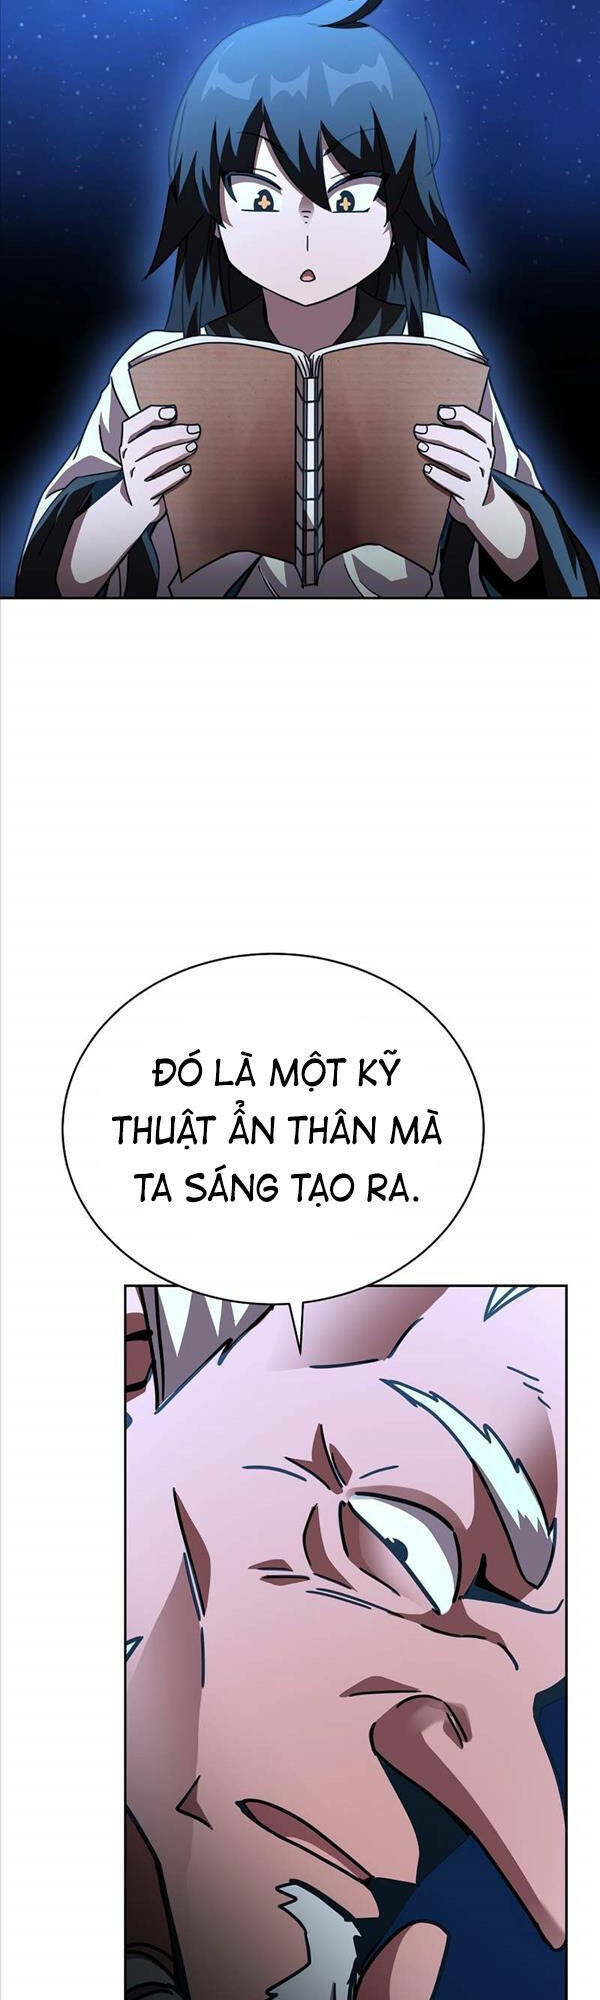 ĐÓ LÀ MỘT KỸ
THUẬT ẨN THÂN MÀ
TA SÁNG TẠO RA.